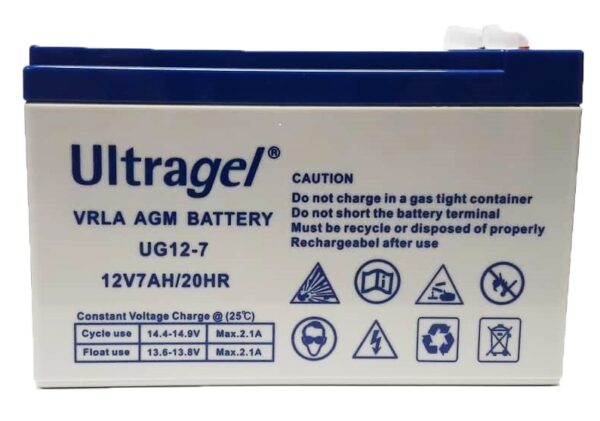 Ultragel®
VRLA AGM BATTERY
UG12-7
12V7AH/20HR
Constant Voltage Charge @ (25℃)
Cycle use 14.4-14.9V Max.2.1A
Float use 13.6-13.8V Max.2.1A
CAUTION
Do not charge in a gas tight container
Do not short the battery terminal
Must be recycle or disposed of properly
Rechargeabel after use